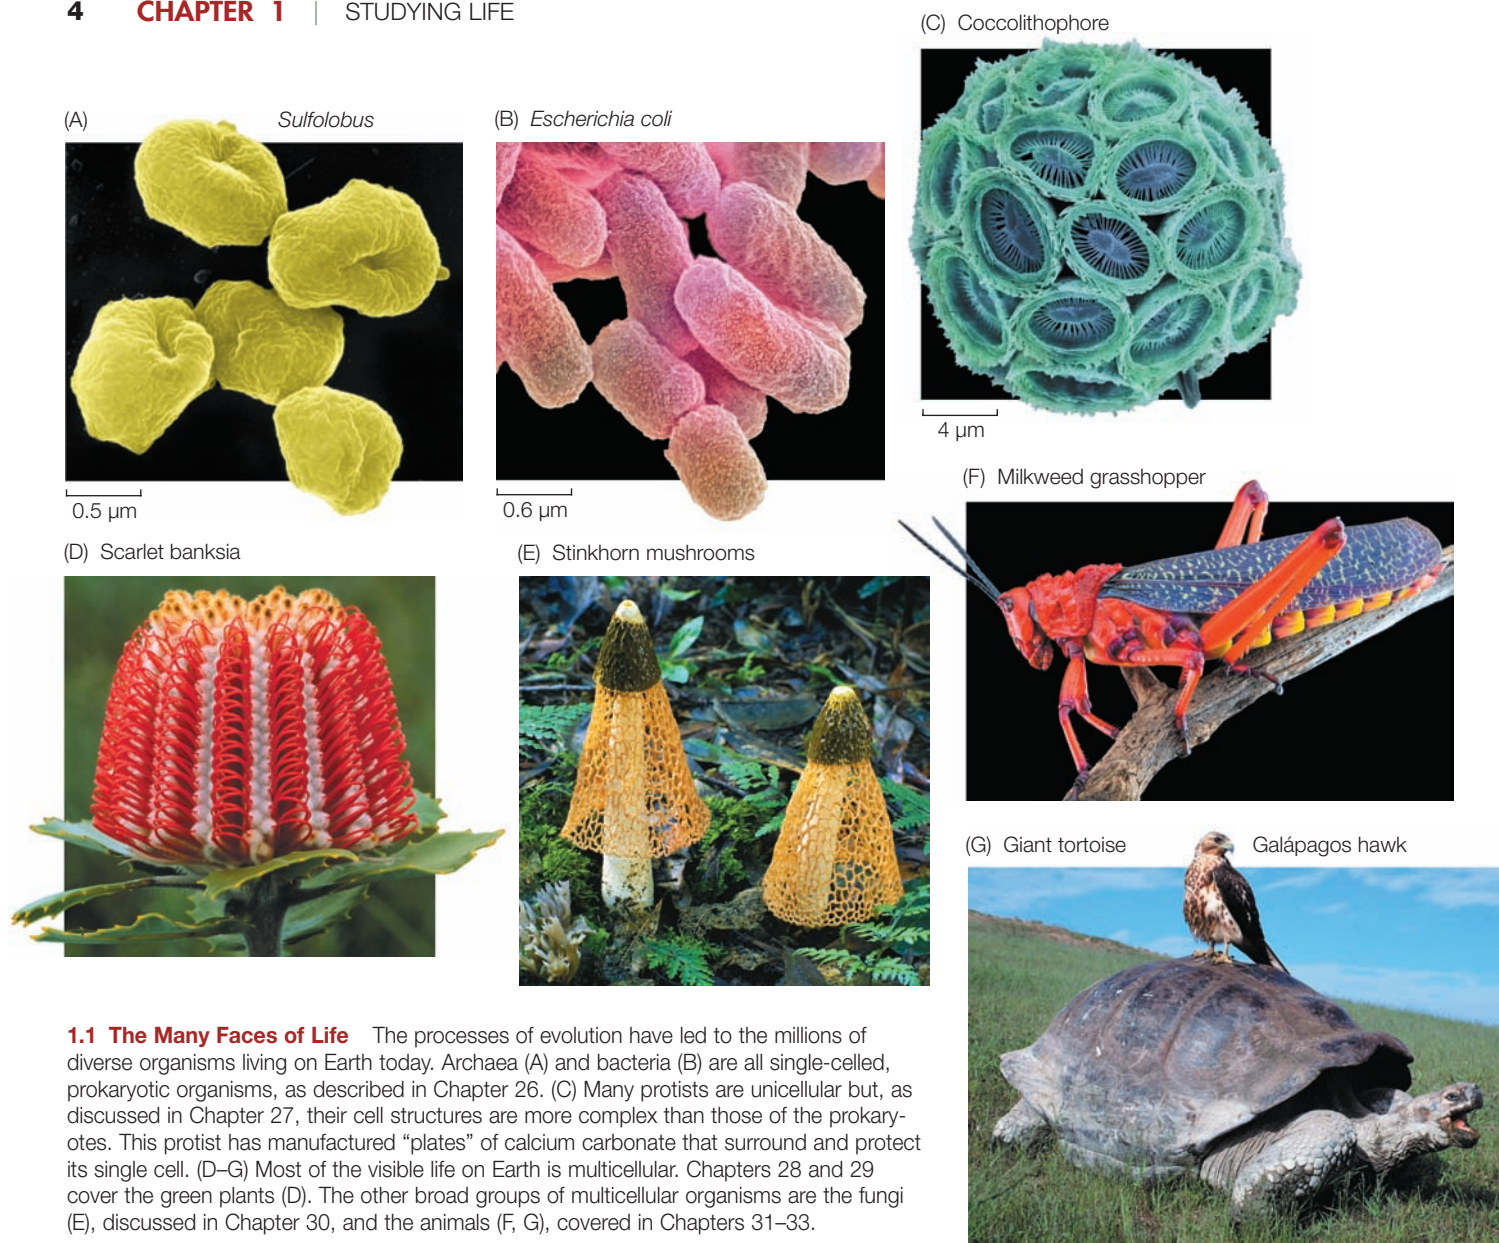 4 CHAPTER 1 | STUDYING LIFE
(A) Sulfolobus
0.5 µm
(B) Escherichia coli
0.6 µm
(C) Coccolithophore
4 µm
(D) Scarlet banksia
(E) Stinkhorn mushrooms
(F) Milkweed grasshopper
(G) Giant tortoise Galápagos hawk
1.1 The Many Faces of Life The processes of evolution have led to the millions of
diverse organisms living on Earth today. Archaea (A) and bacteria (B) are all single-celled,
prokaryotic organisms, as described in Chapter 26. (C) Many protists are unicellular but, as
discussed in Chapter 27, their cell structures are more complex than those of the prokary-
otes. This protist has manufactured “plates” of calcium carbonate that surround and protect
its single cell. (D–G) Most of the visible life on Earth is multicellular. Chapters 28 and 29
cover the green plants (D). The other broad groups of multicellular organisms are the fungi
(E), discussed in Chapter 30, and the animals (F, G), covered in Chapters 31–33.